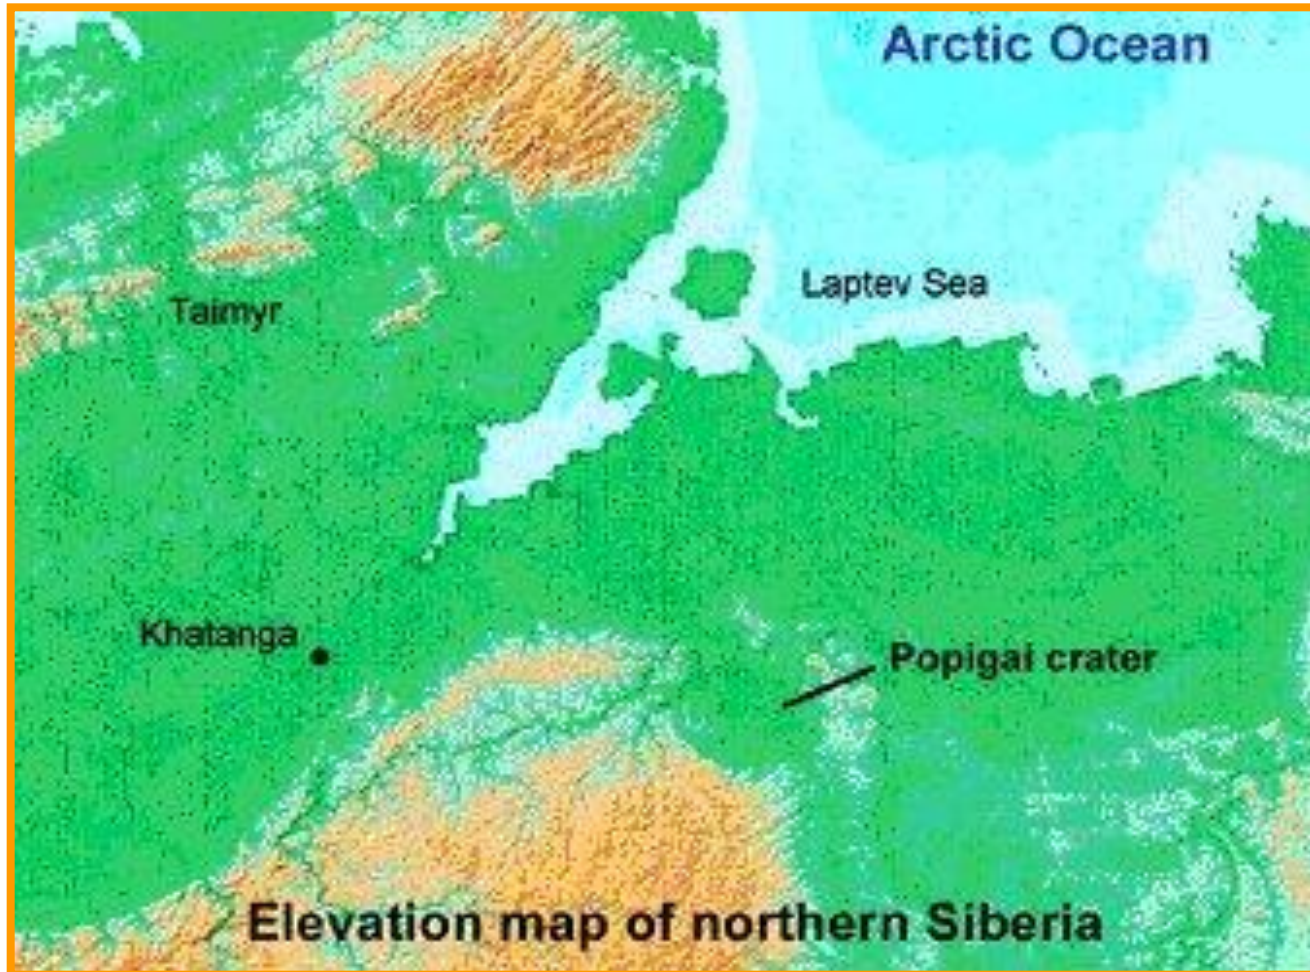 Arctic Ocean
Laptev Sea
Taimyr
Khatanga
Popigai crater
Elevation map of northern Siberia